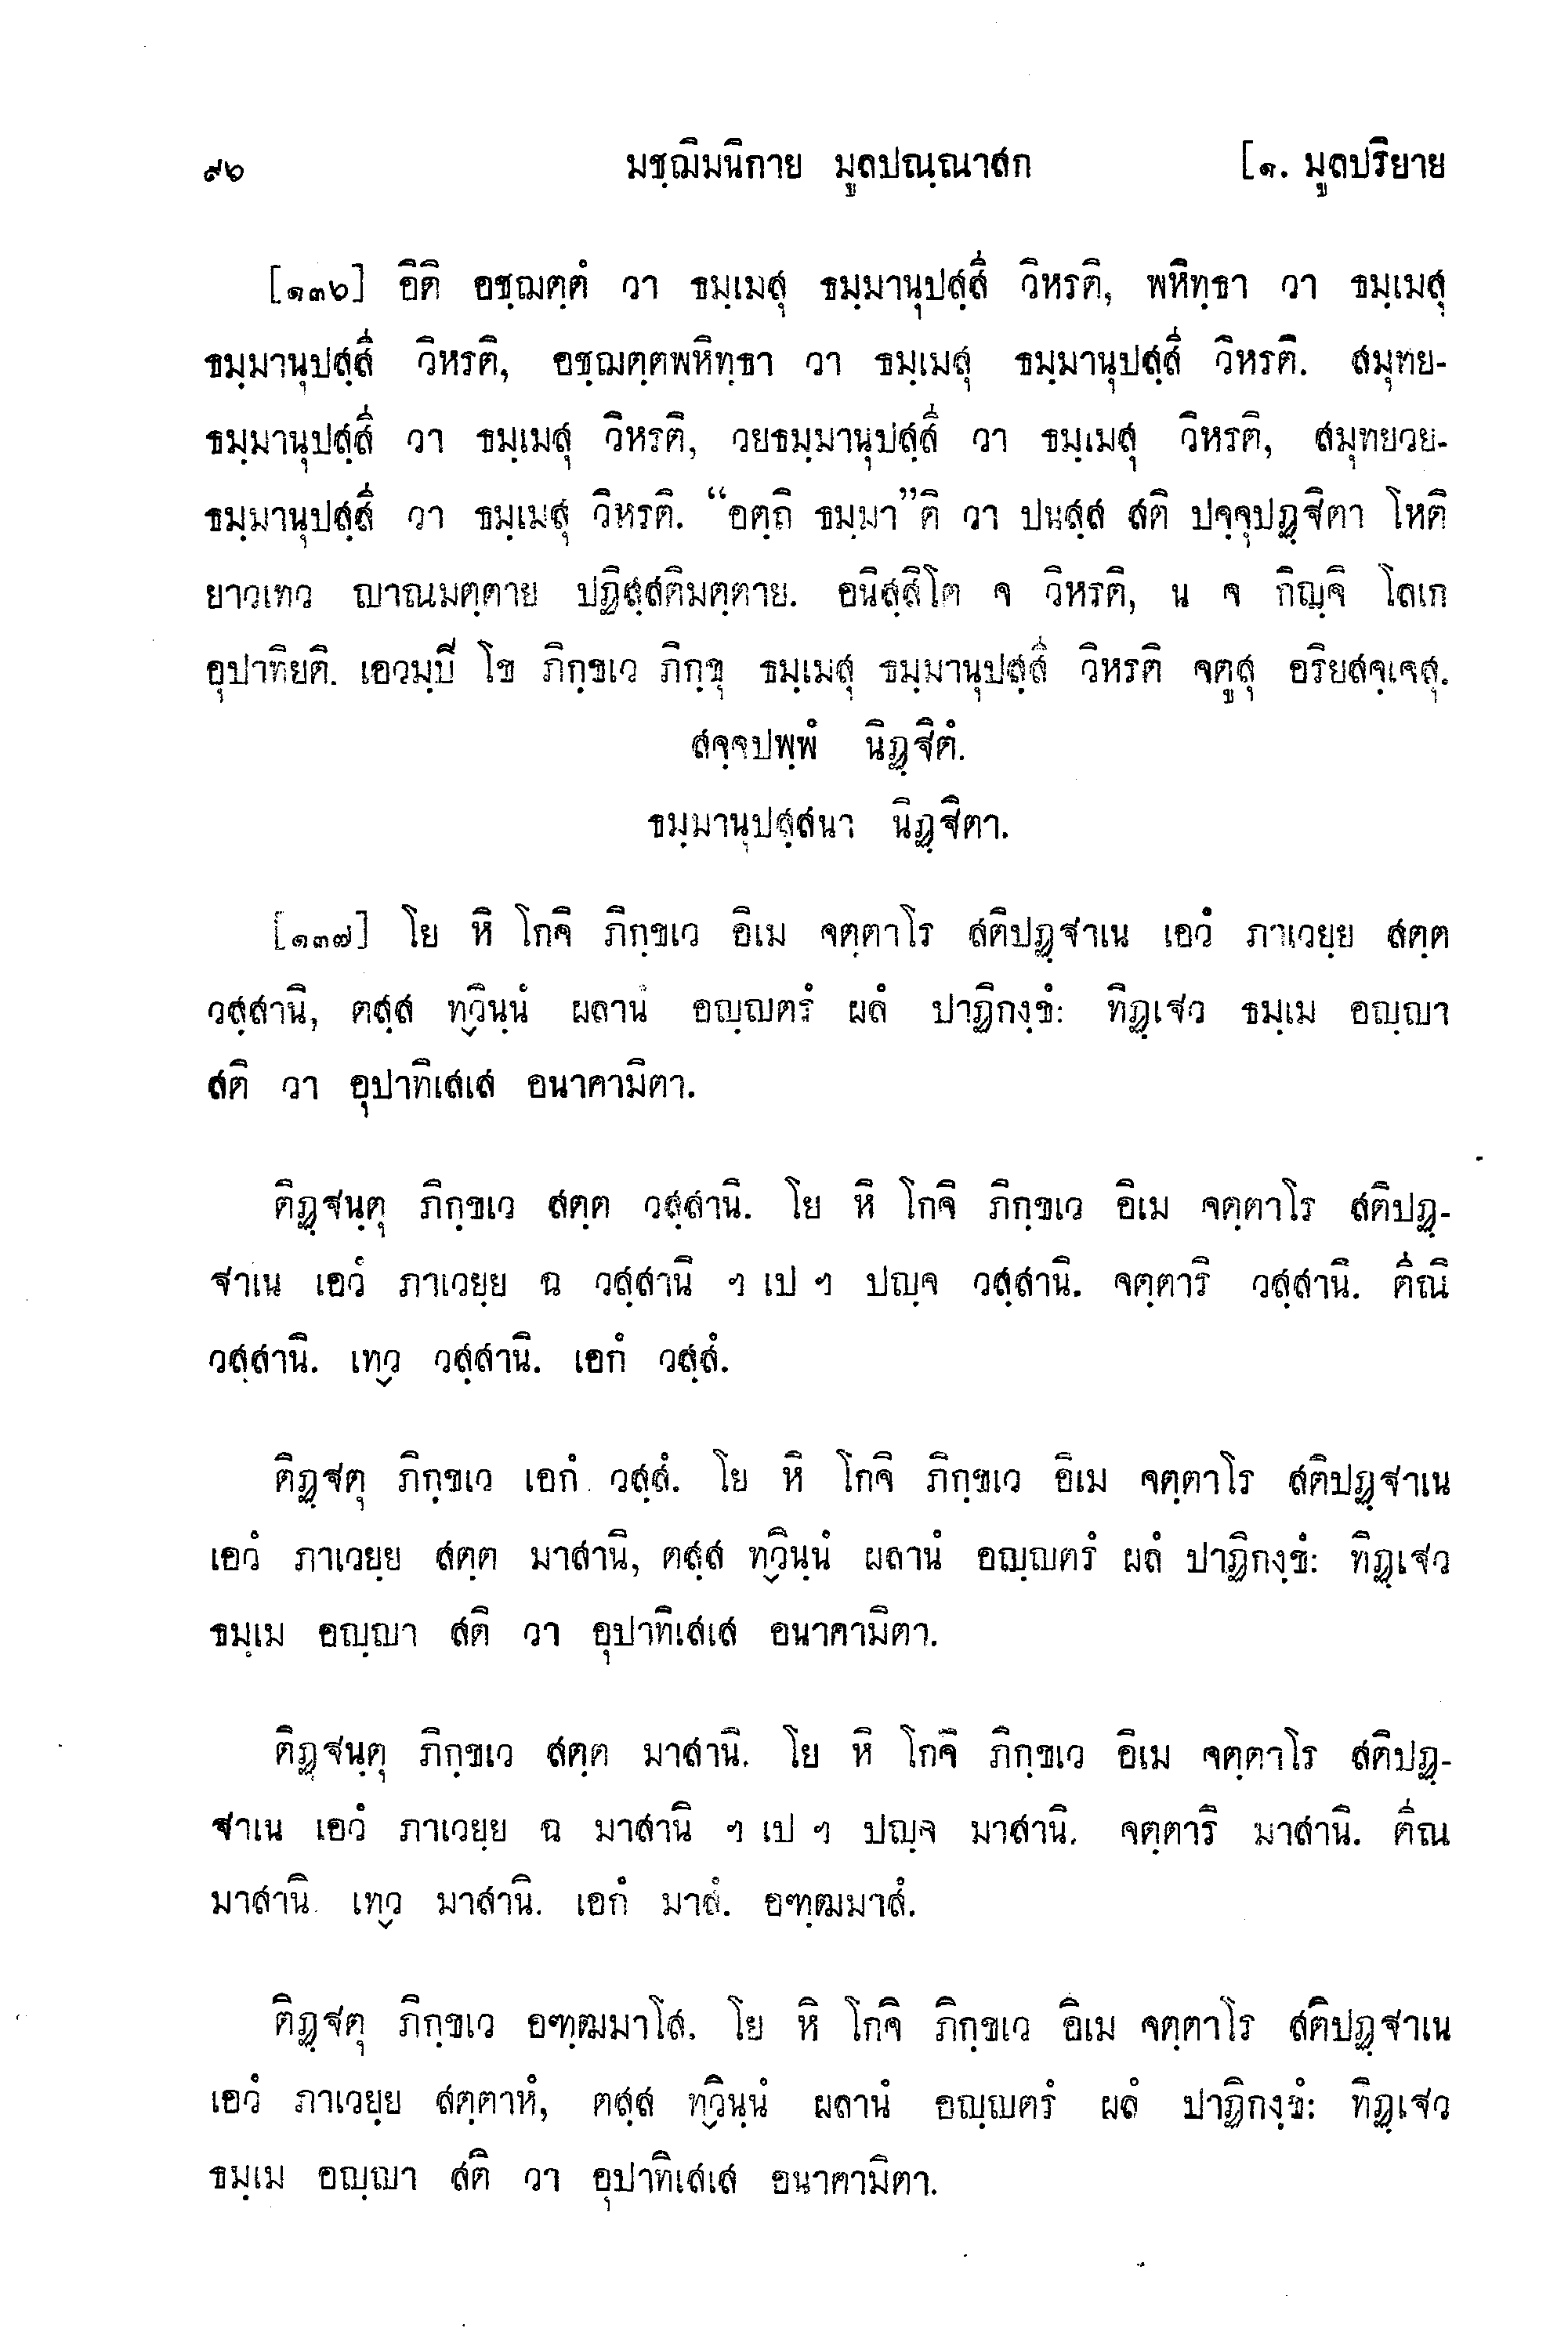 ๙๖ มชฺฌิมนิกาย มูลปณฺณาสก [๑. มูลปริยาย
[๑๓๖] อิติ อชฺฌตฺตํ วา ธมฺเมสุ ธมฺมานุปสฺสี วิหรติ, พหิทฺธา วา ธมฺเมสุ
ธมฺมานุปสฺสี วิหรติ, อชฺฌตฺตพหิทฺธา วา ธมฺเมสุ ธมฺมานุปสฺสี วิหรติ. สมุทย-
ธมฺมานุปสฺสี วา ธมฺเมสุ วิหรติ, วยธมฺมานุปสฺสี วา ธมฺเมสุ วิหรติ, สมุทยวย-
ธมฺมานุปสฺสี วา ธมฺเมสุ วิหรติ. “อตฺถิ ธมฺมา”ติ วา ปนสฺส สติ ปจฺจุปฏฺฐิตา โหติ
ยาวเทว ญาณมตฺตาย ปฏิสฺสติมตฺตาย. อนิสฺสิโต จ วิหรติ, น จ กิญฺจิ โลเก
อุปาทิยติ. เอวมฺปิ โข ภิกฺขเว ภิกฺขุ ธมฺเมสุ ธมฺมานุปสฺสี วิหรติ จตูสุ อริยสจฺเจสุ.
สจฺจปพฺพํ นิฏฺฐิตํ.
ธมฺมานุปสฺสนา นิฏฺฐิตา.
[๑๓๗] โย หิ โกจิ ภิกฺขเว อิเม จตฺตาโร สติปฏฺฐาเน เอวํ ภาเวยฺย สตฺต
วสฺสานิ, ตสฺส ทฺวินฺนํ ผลานํ อญฺญตรํ ผลํ ปาฏิกงฺขํ: ทิฏฺเฐว ธมฺเม อญฺญา
สติ วา อุปาทิเสเส อนาคามิตา.
ติฏฺฐนฺตุ ภิกฺขเว สตฺต วสฺสานิ. โย หิ โกจิ ภิกฺขเว อิเม จตฺตาโร สติปฏฺ-
ฐาเน เอวํ ภาเวยฺย ฉ วสฺสานิ ฯ เป ฯ ปญฺจ วสฺสานิ. จตฺตาริ วสฺสานิ. ตีณิ
วสฺสานิ. เทฺว วสฺสานิ. เอกํ วสฺสํ.
ติฏฺฐตุ ภิกฺขเว เอกํ วสฺสํ. โย หิ โกจิ ภิกฺขเว อิเม จตฺตาโร สติปฏฺฐาเน
เอวํ ภาเวยฺย สตฺต มาสานิ, ตสฺส ทฺวินฺนํ ผลานํ อญฺญตรํ ผลํ ปาฏิกงฺขํ: ทิฏฺเฐว
ธมฺเม อญฺญา สติ วา อุปาทิเสเส อนาคามิตา.
ติฏฺฐนฺตุ ภิกฺขเว สตฺต มาสานิ. โย หิ โกจิ ภิกฺขเว อิเม จตฺตาโร สติปฏฺ-
ฐาเน เอวํ ภาเวยฺย ฉ มาสานิ ฯ เป ฯ ปญฺจ มาสานิ. จตฺตาริ มาสานิ. ตีณ
มาสานิ. เทฺว มาสานิ. เอกํ มาสํ. อฑฺฒมาสํ.
ติฏฺฐตุ ภิกฺขเว อฑฺฒมาโส. โย หิ โกจิ ภิกฺขเว อิเม จตฺตาโร สติปฏฺฐาเน
เอวํ ภาเวยฺย สตฺตาหํ, ตสฺส ทฺวินฺนํ ผลานํ อญฺญตรํ ผลํ ปาฏิกงฺขํ: ทิฏฺเฐว
ธมฺเม อญฺญา สติ วา อุปาทิเสเส อนาคามิตา.